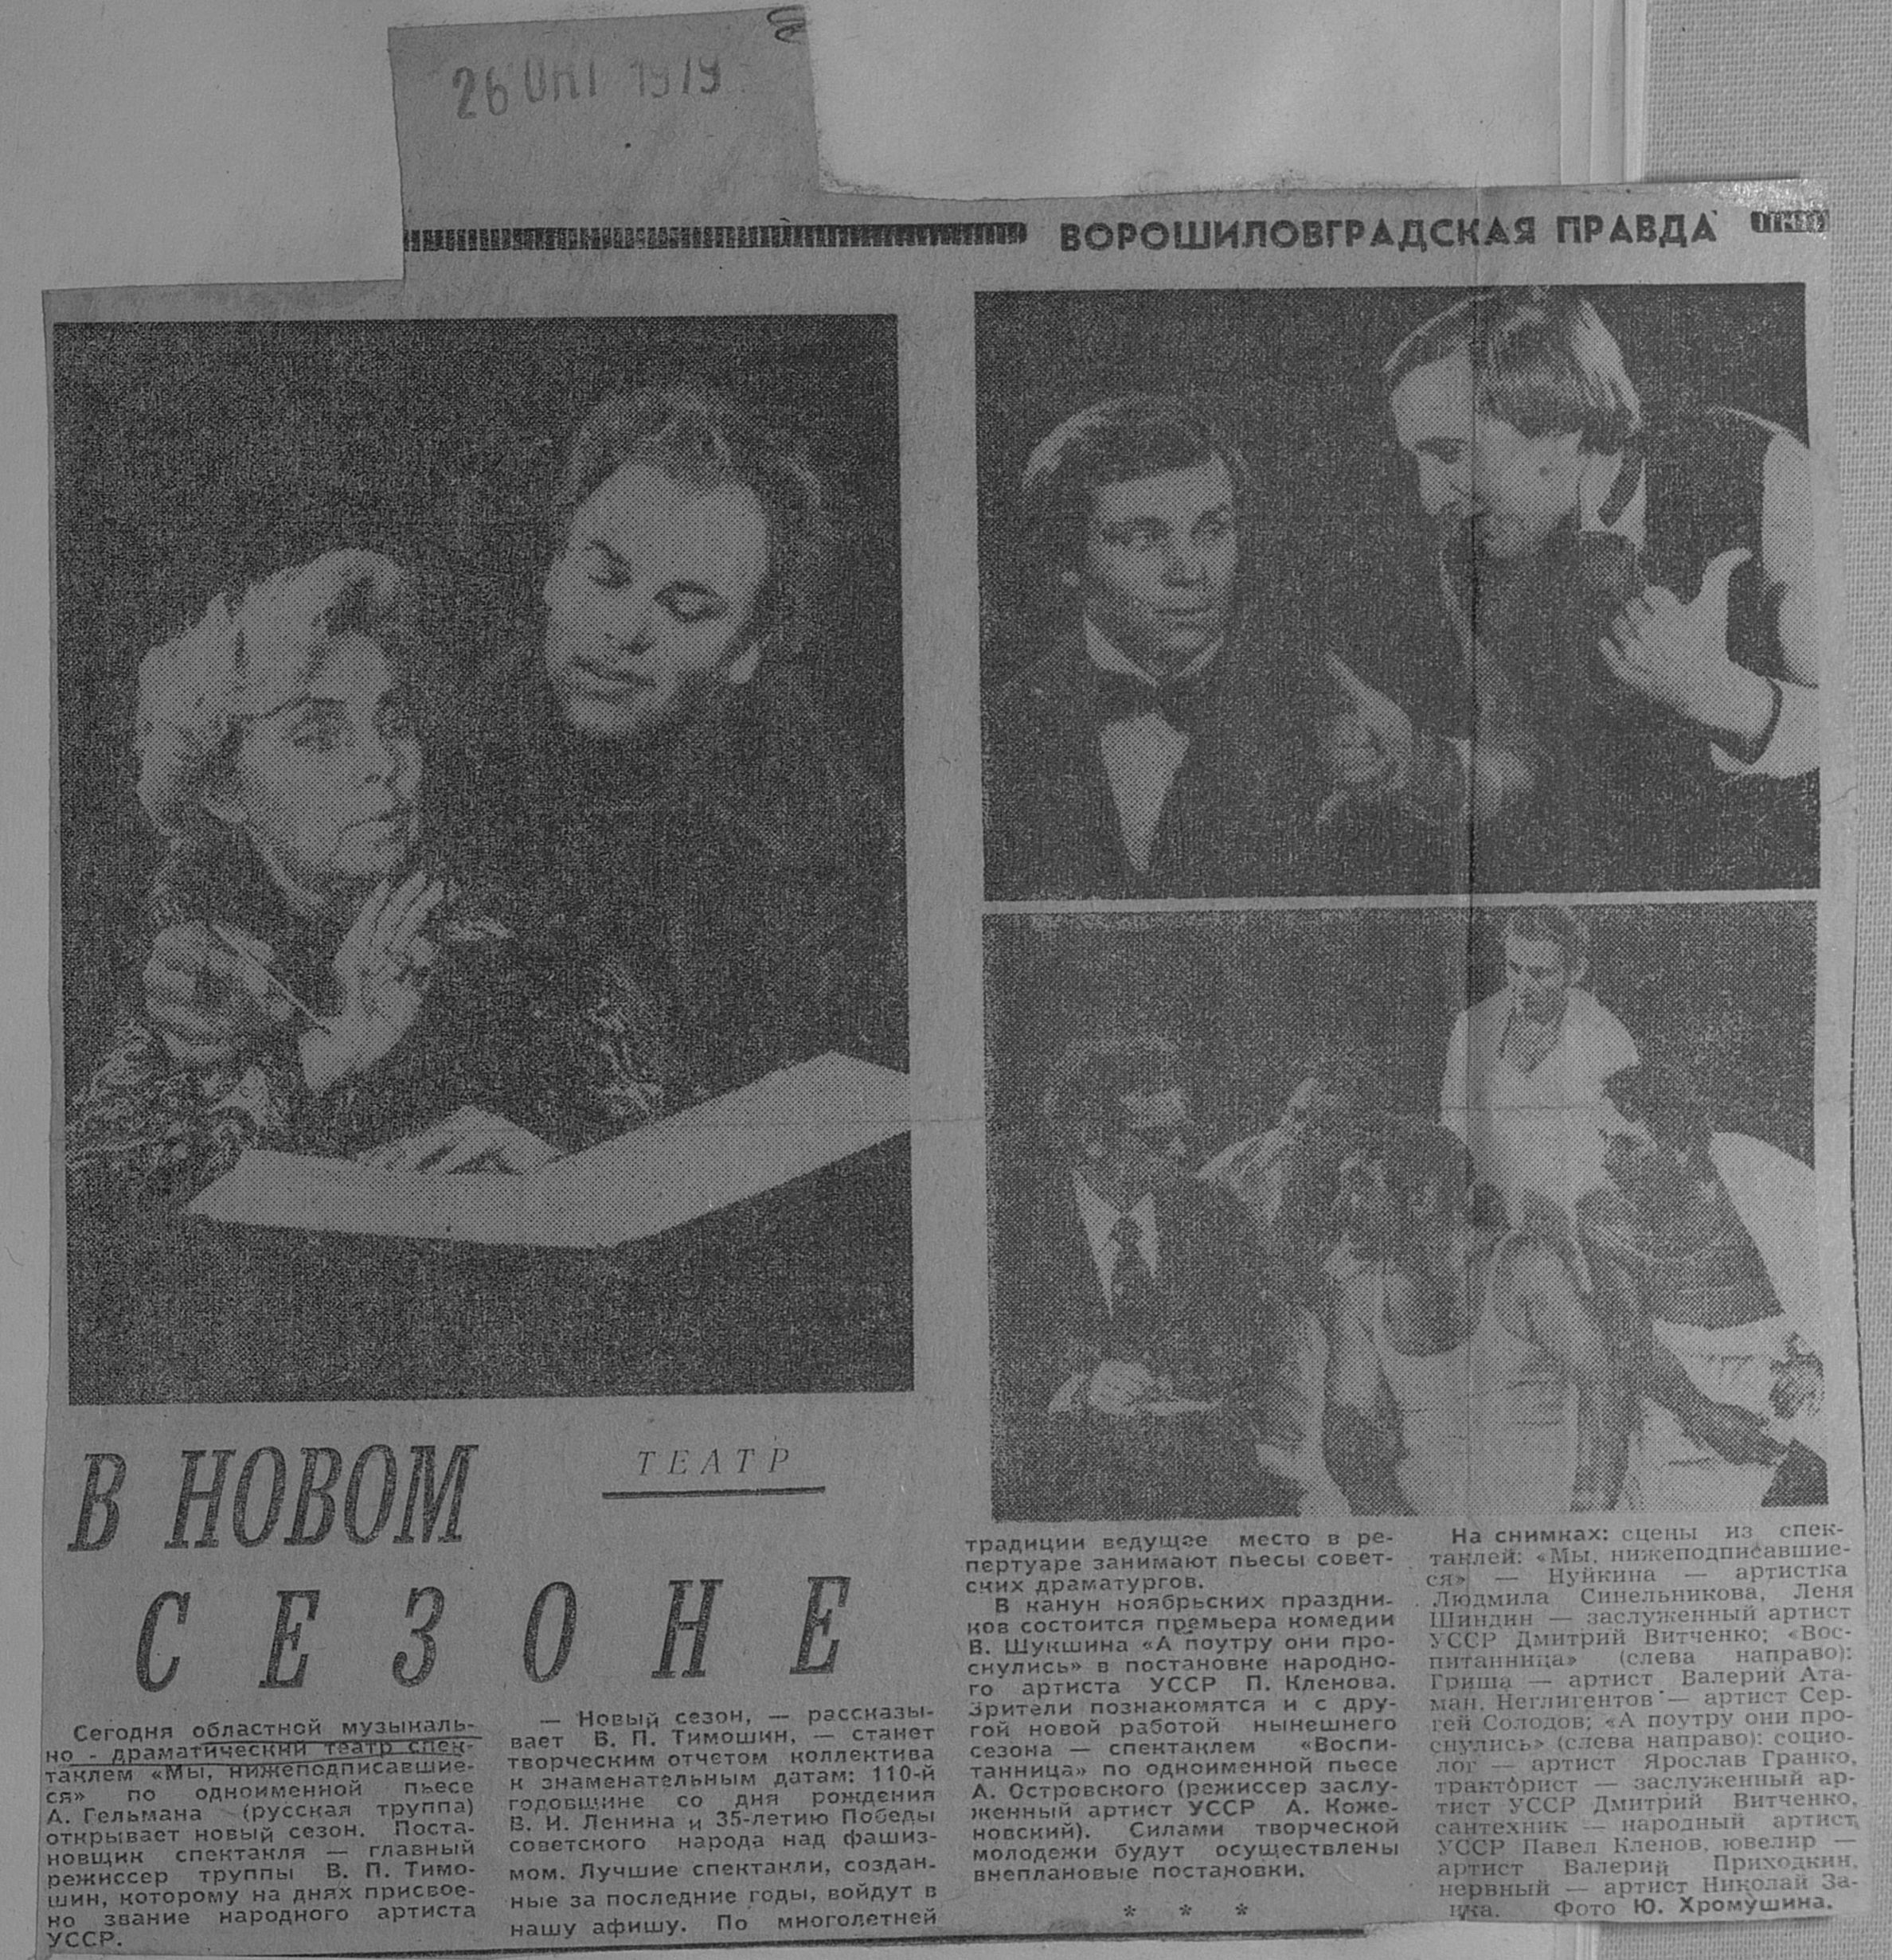 26 ОКТ 1979
ВОРОШИЛОВГРАДСКАЯ ПРАВДА
В НОВОМ
ТЕАТР
СЕЗОНЕ
Сегодня областной музыкаль-
но - драматический театр спек-
таклем «Мы, нижеподписавшие-
ся» по одноименной пьесе
А. Гельмана (русская труппа)
открывает новый сезон. Поста-
новщик спектакля — главный
режиссер труппы В. П. Тимо-
шин, которому на днях присвое-
но звание народного артиста
УССР.
— Новый сезон, — рассказы-
вает В. П. Тимошин, — станет
творческим отчетом коллектива
к знаменательным датам: 110-й
годовщине со дня рождения
В. И. Ленина и 35-летию Победы
советского народа над фашиз-
мом. Лучшие спектакли, создан-
ные за последние годы, войдут в
нашу афишу. По многолетней
традиции ведущее место в ре-
пертуаре занимают пьесы совет-
ских драматургов.
В канун ноябрьских праздни-
ков состоится премьера комедии
В. Шукшина «А поутру они про-
снулись» в постановке народно-
го артиста УССР П. Кленова.
Зрители познакомятся и с дру-
гой новой работой нынешнего
сезона — спектаклем «Воспи-
танница» по одноименной пьесе
А. Островского (режиссер заслу-
женный артист УССР А. Коже-
новский). Силами творческой
молодежи будут осуществлены
внеплановые постановки.
* * *
На снимках: сцены из спек-
таклей: «Мы, нижеподписавшие-
ся» — Нуйкина — артистка
Людмила Синельникова, Леня
Шиндин — заслуженный артист
УССР Дмитрий Витченко; «Вос-
питанница» (слева направо):
Гриша — артист Валерий Ата-
ман, Неглигентов — артист Сер-
гей Солодов; «А поутру они про-
снулись» (слева направо): социо-
лог — артист Ярослав Гранко,
тракторист — заслуженный ар-
тист УССР Дмитрий Витченко,
сантехник — народный артист
УССР Павел Кленов, ювелир —
артист Валерий Приходкин,
нервный — артист Николай За-
ика. Фото Ю. Хромушина.